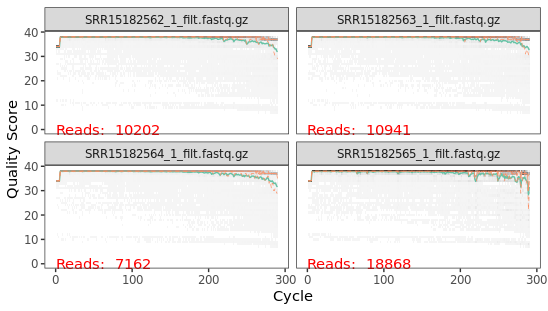 SRR15182562_1_filt.fastq.gz
SRR15182563_1_filt.fastq.gz
40
30
20
10
0
Reads: 10202
Reads: 10941
SRR15182564_1_filt.fastq.gz
SRR15182565_1_filt.fastq.gz
40
30
20
10
0
Reads: 7162
Reads: 18868
0 100 200 300 0 100 200 300
Cycle
Quality Score